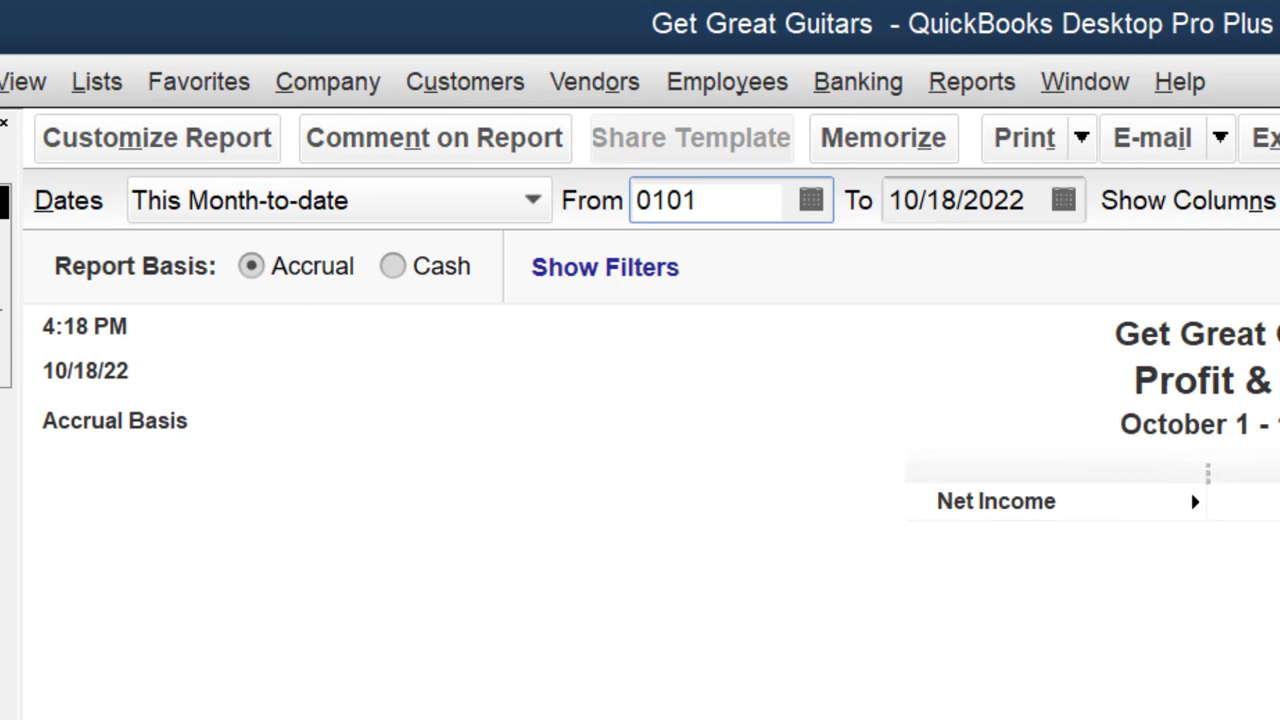 Get Great Guitars - QuickBooks Desktop Pro Plus
View Lists Favorites Company Customers Vendors Employees Banking Reports Window Help
Customize Report Comment on Report Share Template Memorize Print E-mail Ex
Dates This Month-to-date From 0101 To 10/18/2022 Show Columns
Report Basis: Accrual Cash Show Filters
4:18 PM
10/18/22
Accrual Basis
Get Great
Profit &
October 1 -
Net Income